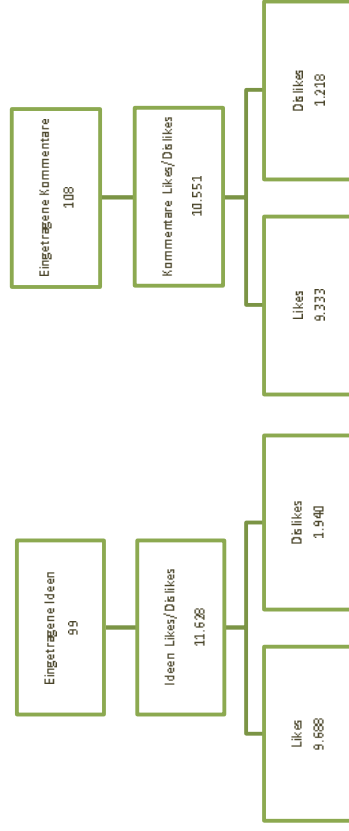 Eingetragene Ideen
99
Ideen Likes/Dislikes
11.628
Likes
9.688
Dislikes
1.940
Eingetragene Kommentare
108
Kommentare Likes/Dislikes
10.551
Likes
9.333
Dislikes
1.218